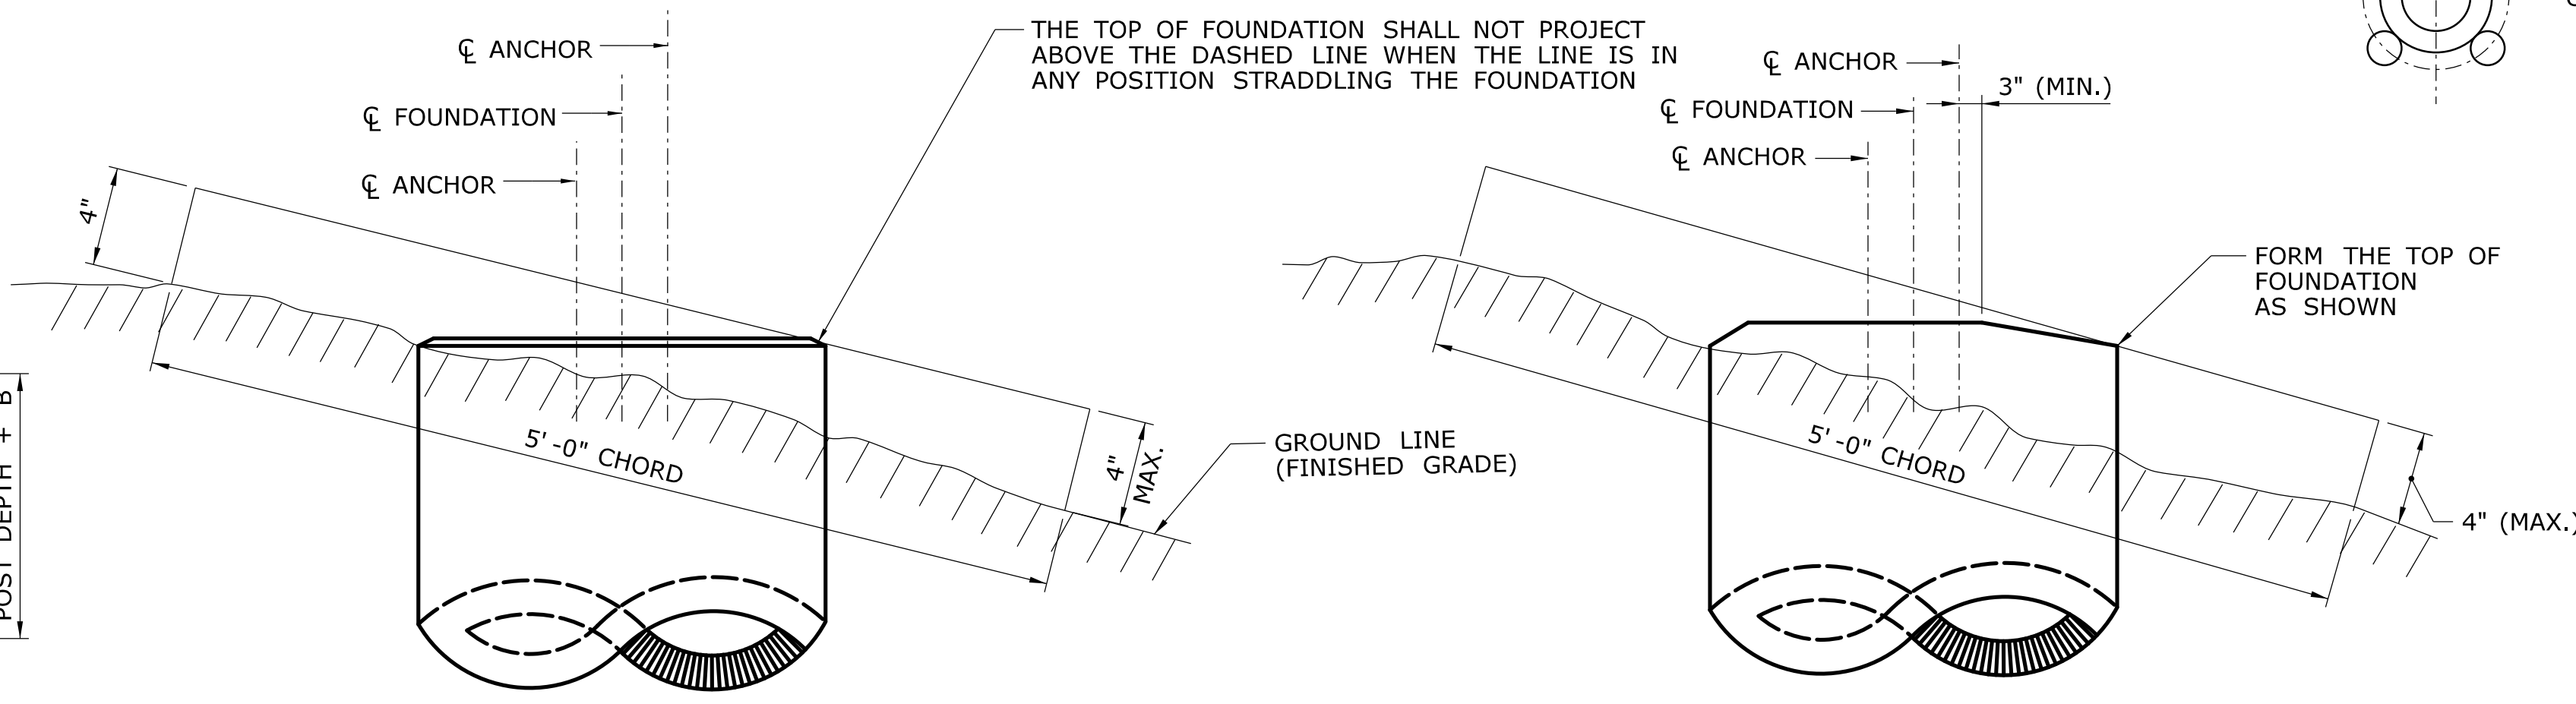 ℄ ANCHOR
℄ FOUNDATION
℄ ANCHOR
THE TOP OF FOUNDATION SHALL NOT PROJECT
ABOVE THE DASHED LINE WHEN THE LINE IS IN
ANY POSITION STRADDLING THE FOUNDATION
4"
5'-0" CHORD
4"
MAX.
GROUND LINE
(FINISHED GRADE)
POST DEPTH + B
℄ ANCHOR
3" (MIN.)
℄ FOUNDATION
℄ ANCHOR
FORM THE TOP OF
FOUNDATION
AS SHOWN
5'-0" CHORD
4" (MAX.)